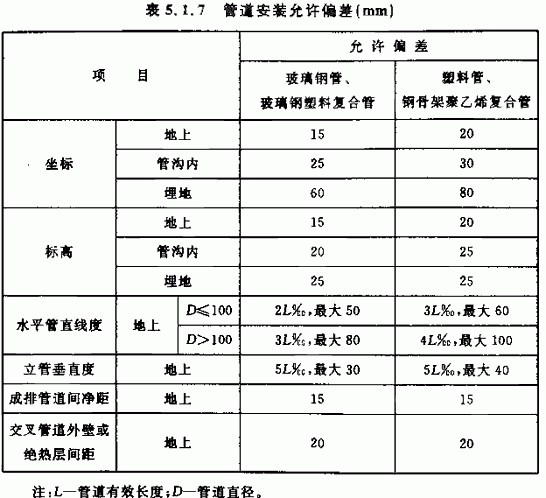 表 5.1.7 管道安装允许偏差(mm)
项 目
允 许 偏 差
玻璃钢管、
玻璃钢塑料复合管
塑料管、
钢骨架聚乙烯复合管
坐标
地上 15 20
管沟内 25 30
埋地 60 80
标高
地上 15 20
管沟内 20 25
埋地 25 25
水平管直线度
地上
D≤100 2L‰,最大 50 3L‰,最大 60
D>100 3L‰,最大 80 4L‰,最大 100
立管垂直度 地上 5L‰,最大 30 5L‰,最大 40
成排管道间净距 地上 15 15
交叉管道外壁或
绝热层间距
地上 20 20
注:L—管道有效长度;D—管道直径。